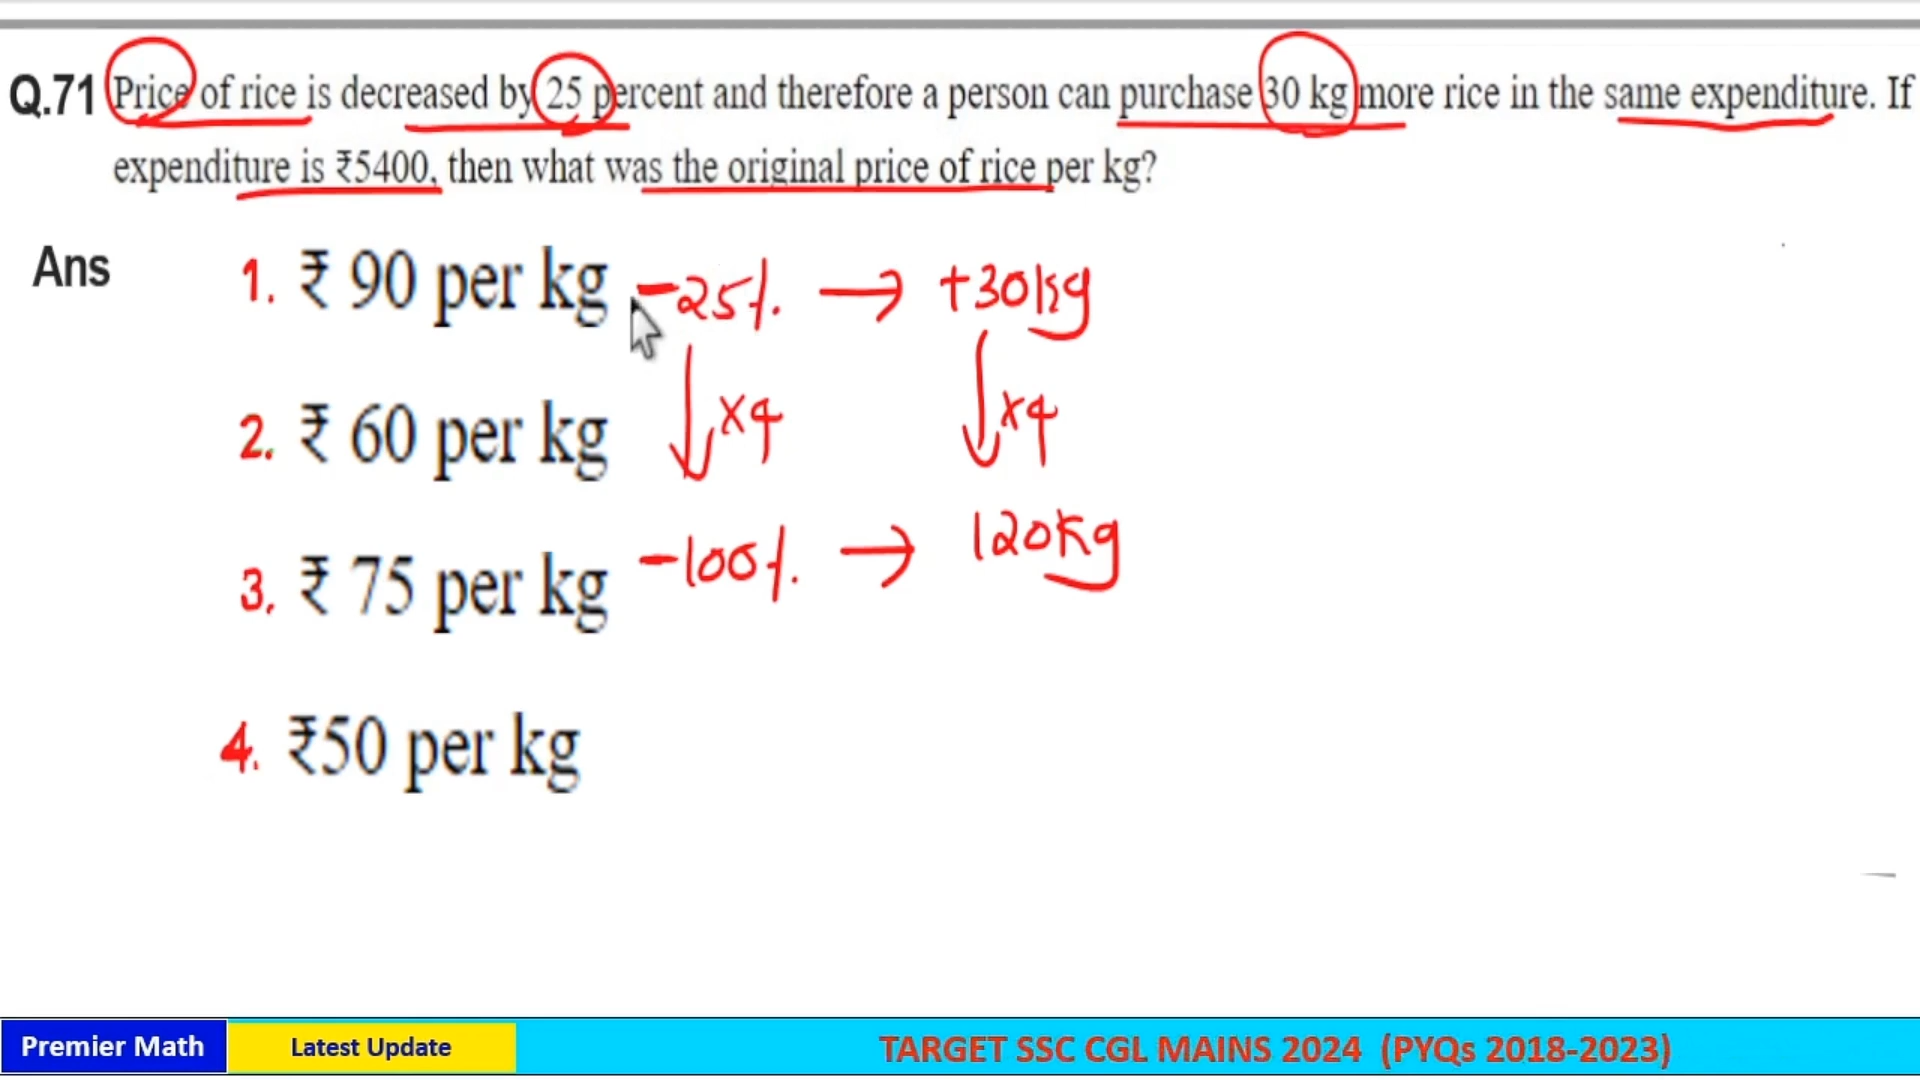 Q.71 Price of rice is decreased by 25 percent and therefore a person can purchase 30 kg more rice in the same expenditure. If
expenditure is ₹5400, then what was the original price of rice per kg?
Ans
1. ₹ 90 per kg
-25% → +30kg
×4 ×4
2. ₹ 60 per kg
-100% → 120kg
3. ₹ 75 per kg
4. ₹50 per kg
Premier Math
Latest Update
TARGET SSC CGL MAINS 2024 (PYQs 2018-2023)